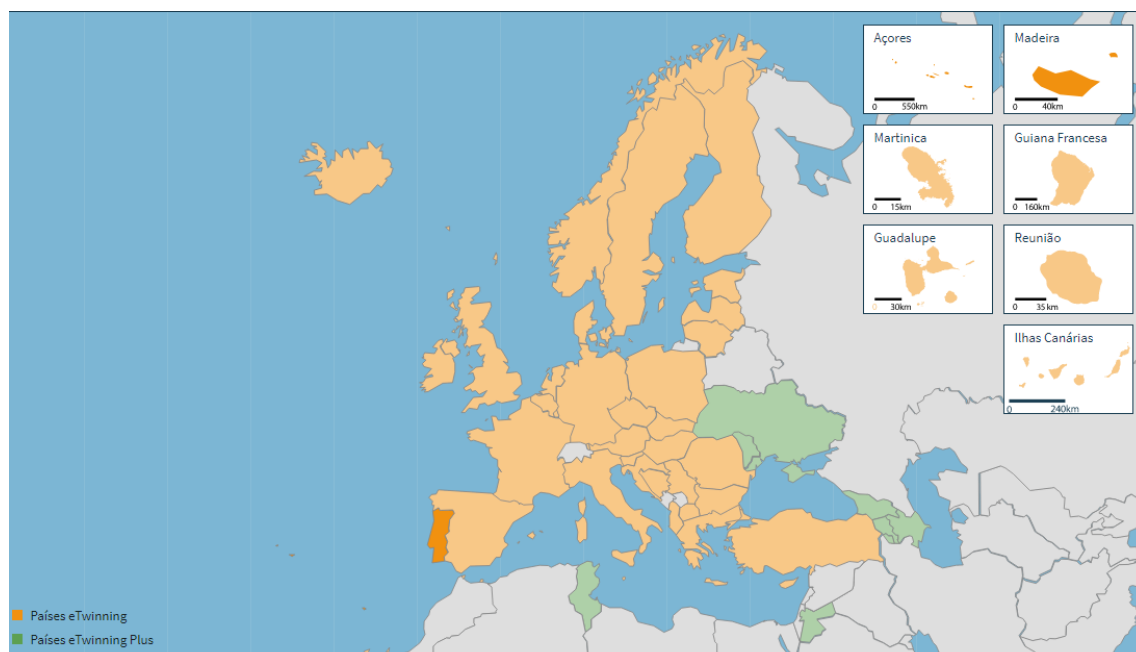 Açores
0 550km
Madeira
0 40km
Martinica
0 15km
Guiana Francesa
0 160km
Guadalupe
0 30km
Reunião
0 35km
Ilhas Canárias
0 240km
Países eTwinning
Países eTwinning Plus